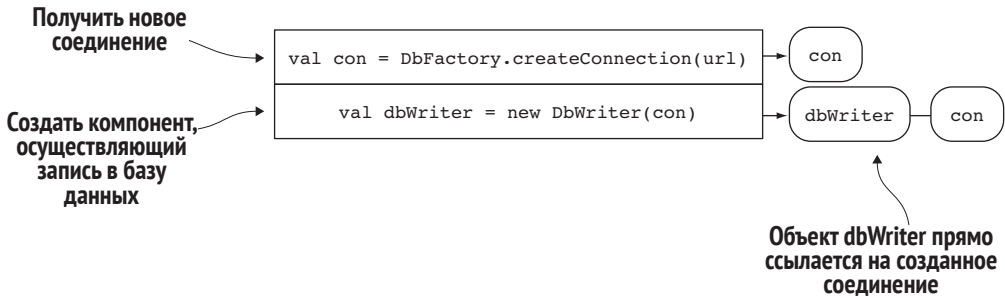 Получить новое
соединение
val con = DbFactory.createConnection(url)
con
Создать компонент,
осуществляющий
запись в базу
данных
val dbWriter = new DbWriter(con)
dbWriter
con
Объект dbWriter прямо
ссылается на созданное
соединение